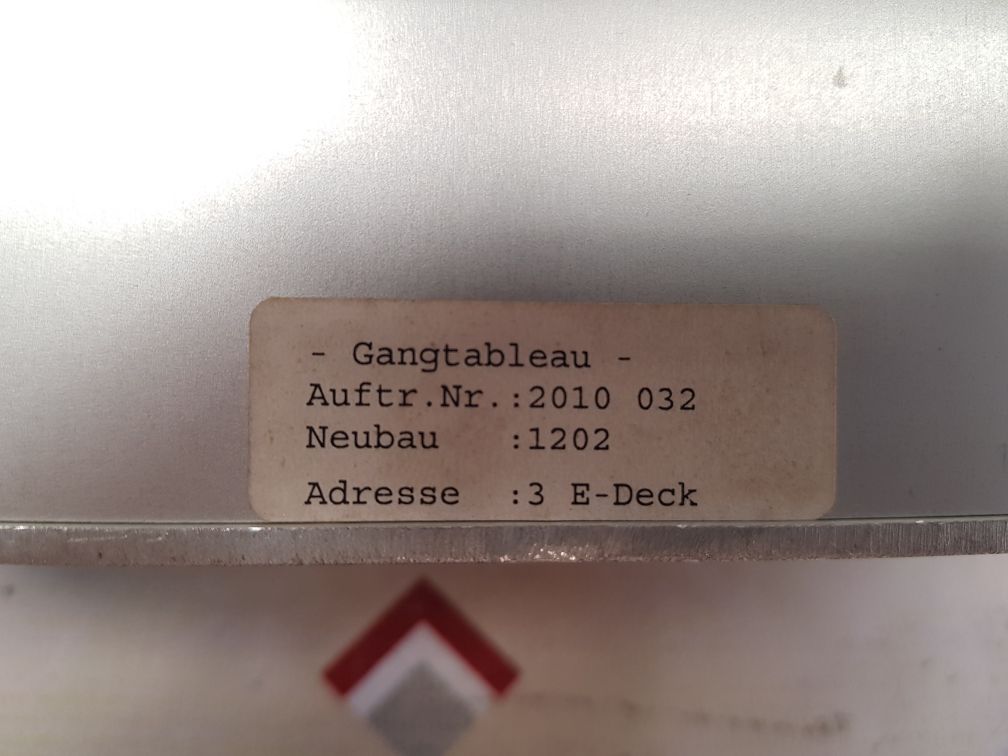 - Gangtableau -
Auftr.Nr.:2010 032
Neubau :1202
Adresse :3 E-Deck